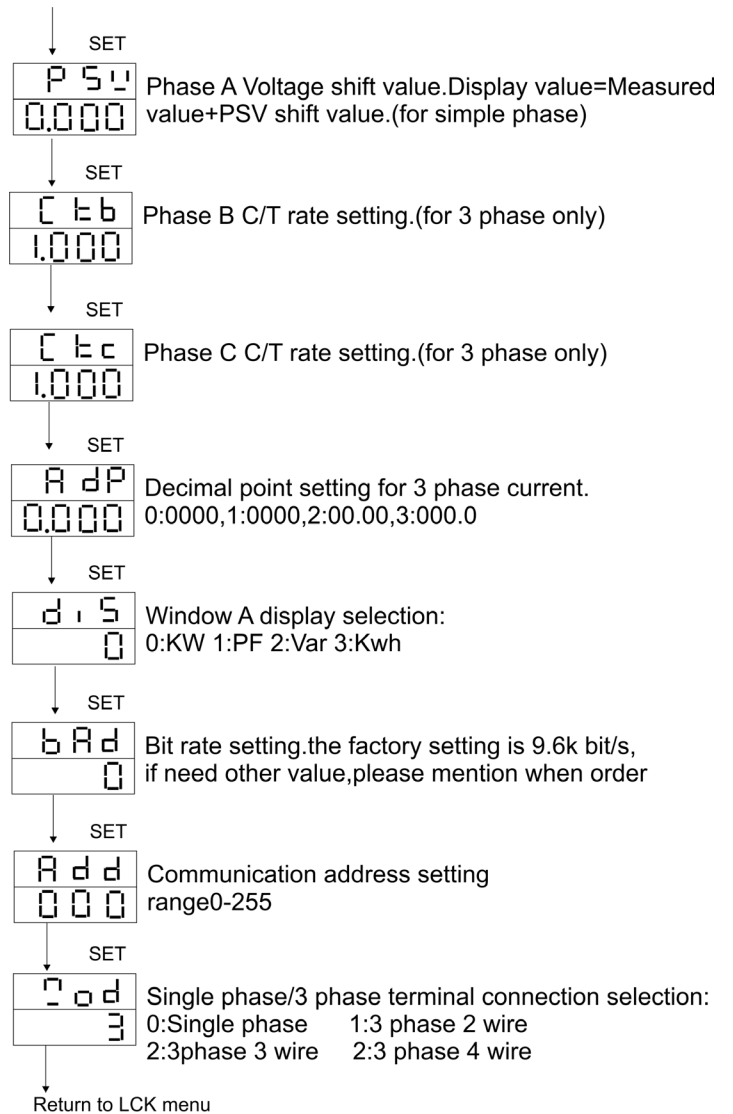 SET
PSV
0.000
Phase A Voltage shift value.Display value=Measured
value+PSV shift value.(for simple phase)
SET
Ctb
1.000
Phase B C/T rate setting.(for 3 phase only)
SET
Ctc
1.000
Phase C C/T rate setting.(for 3 phase only)
SET
AdP
0.000
Decimal point setting for 3 phase current.
0:0000,1:0000,2:00.00,3:000.0
SET
diS
0
Window A display selection:
0:KW 1:PF 2:Var 3:Kwh
SET
bAd
0
Bit rate setting.the factory setting is 9.6k bit/s,
if need other value,please mention when order
SET
Add
000
Communication address setting
range0-255
SET
Mod
3
Single phase/3 phase terminal connection selection:
0:Single phase 1:3 phase 2 wire
2:3phase 3 wire 2:3 phase 4 wire
Return to LCK menu